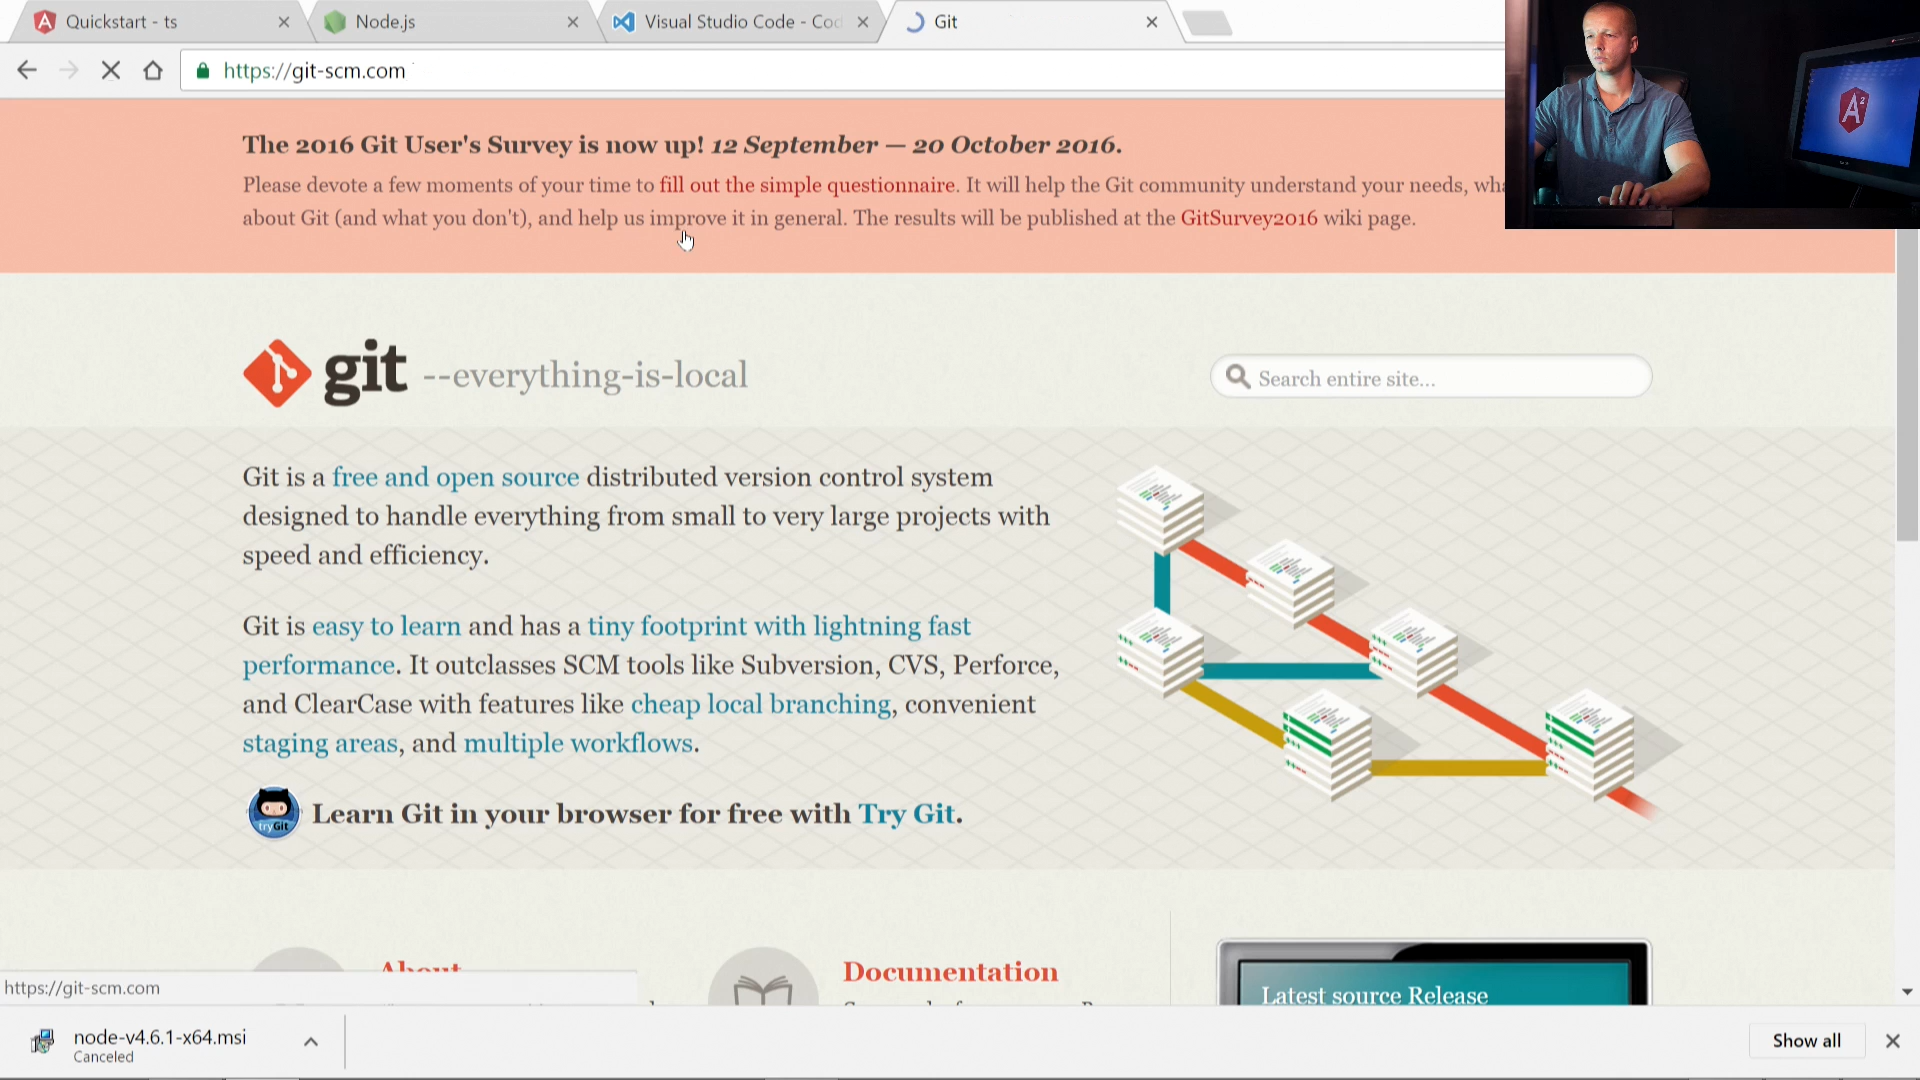 Quickstart - ts
Node.js
Visual Studio Code - Cod
Git
https://git-scm.com
The 2016 Git User's Survey is now up! 12 September — 20 October 2016.
Please devote a few moments of your time to fill out the simple questionnaire. It will help the Git community understand your needs, wha
about Git (and what you don't), and help us improve it in general. The results will be published at the GitSurvey2016 wiki page.
git --everything-is-local
Search entire site...
Git is a free and open source distributed version control system
designed to handle everything from small to very large projects with
speed and efficiency.
Git is easy to learn and has a tiny footprint with lightning fast
performance. It outclasses SCM tools like Subversion, CVS, Perforce,
and ClearCase with features like cheap local branching, convenient
staging areas, and multiple workflows.
tryGit
Learn Git in your browser for free with Try Git.
About
Documentation
Latest source Release
https://git-scm.com
node-v4.6.1-x64.msi
Canceled
Show all